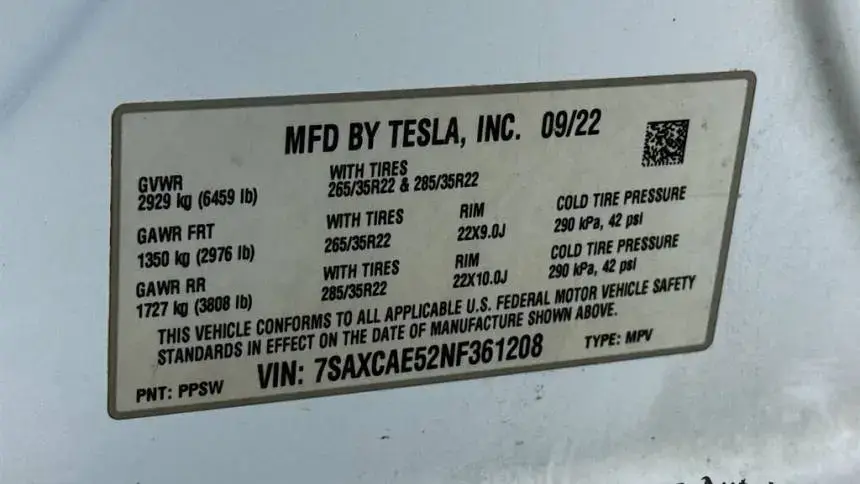 MFD BY TESLA, INC. 09/22
GVWR
2929 kg (6459 lb)
WITH TIRES
265/35R22 & 285/35R22
GAWR FRT
1350 kg (2976 lb)
WITH TIRES
265/35R22
RIM
22X9.0J
COLD TIRE PRESSURE
290 kPa, 42 psi
GAWR RR
1727 kg (3808 lb)
WITH TIRES
285/35R22
RIM
22X10.0J
COLD TIRE PRESSURE
290 kPa, 42 psi
THIS VEHICLE CONFORMS TO ALL APPLICABLE U.S. FEDERAL MOTOR VEHICLE SAFETY
STANDARDS IN EFFECT ON THE DATE OF MANUFACTURE SHOWN ABOVE.
PNT: PPSW
VIN: 7SAXCAE52NF361208
TYPE: MPV